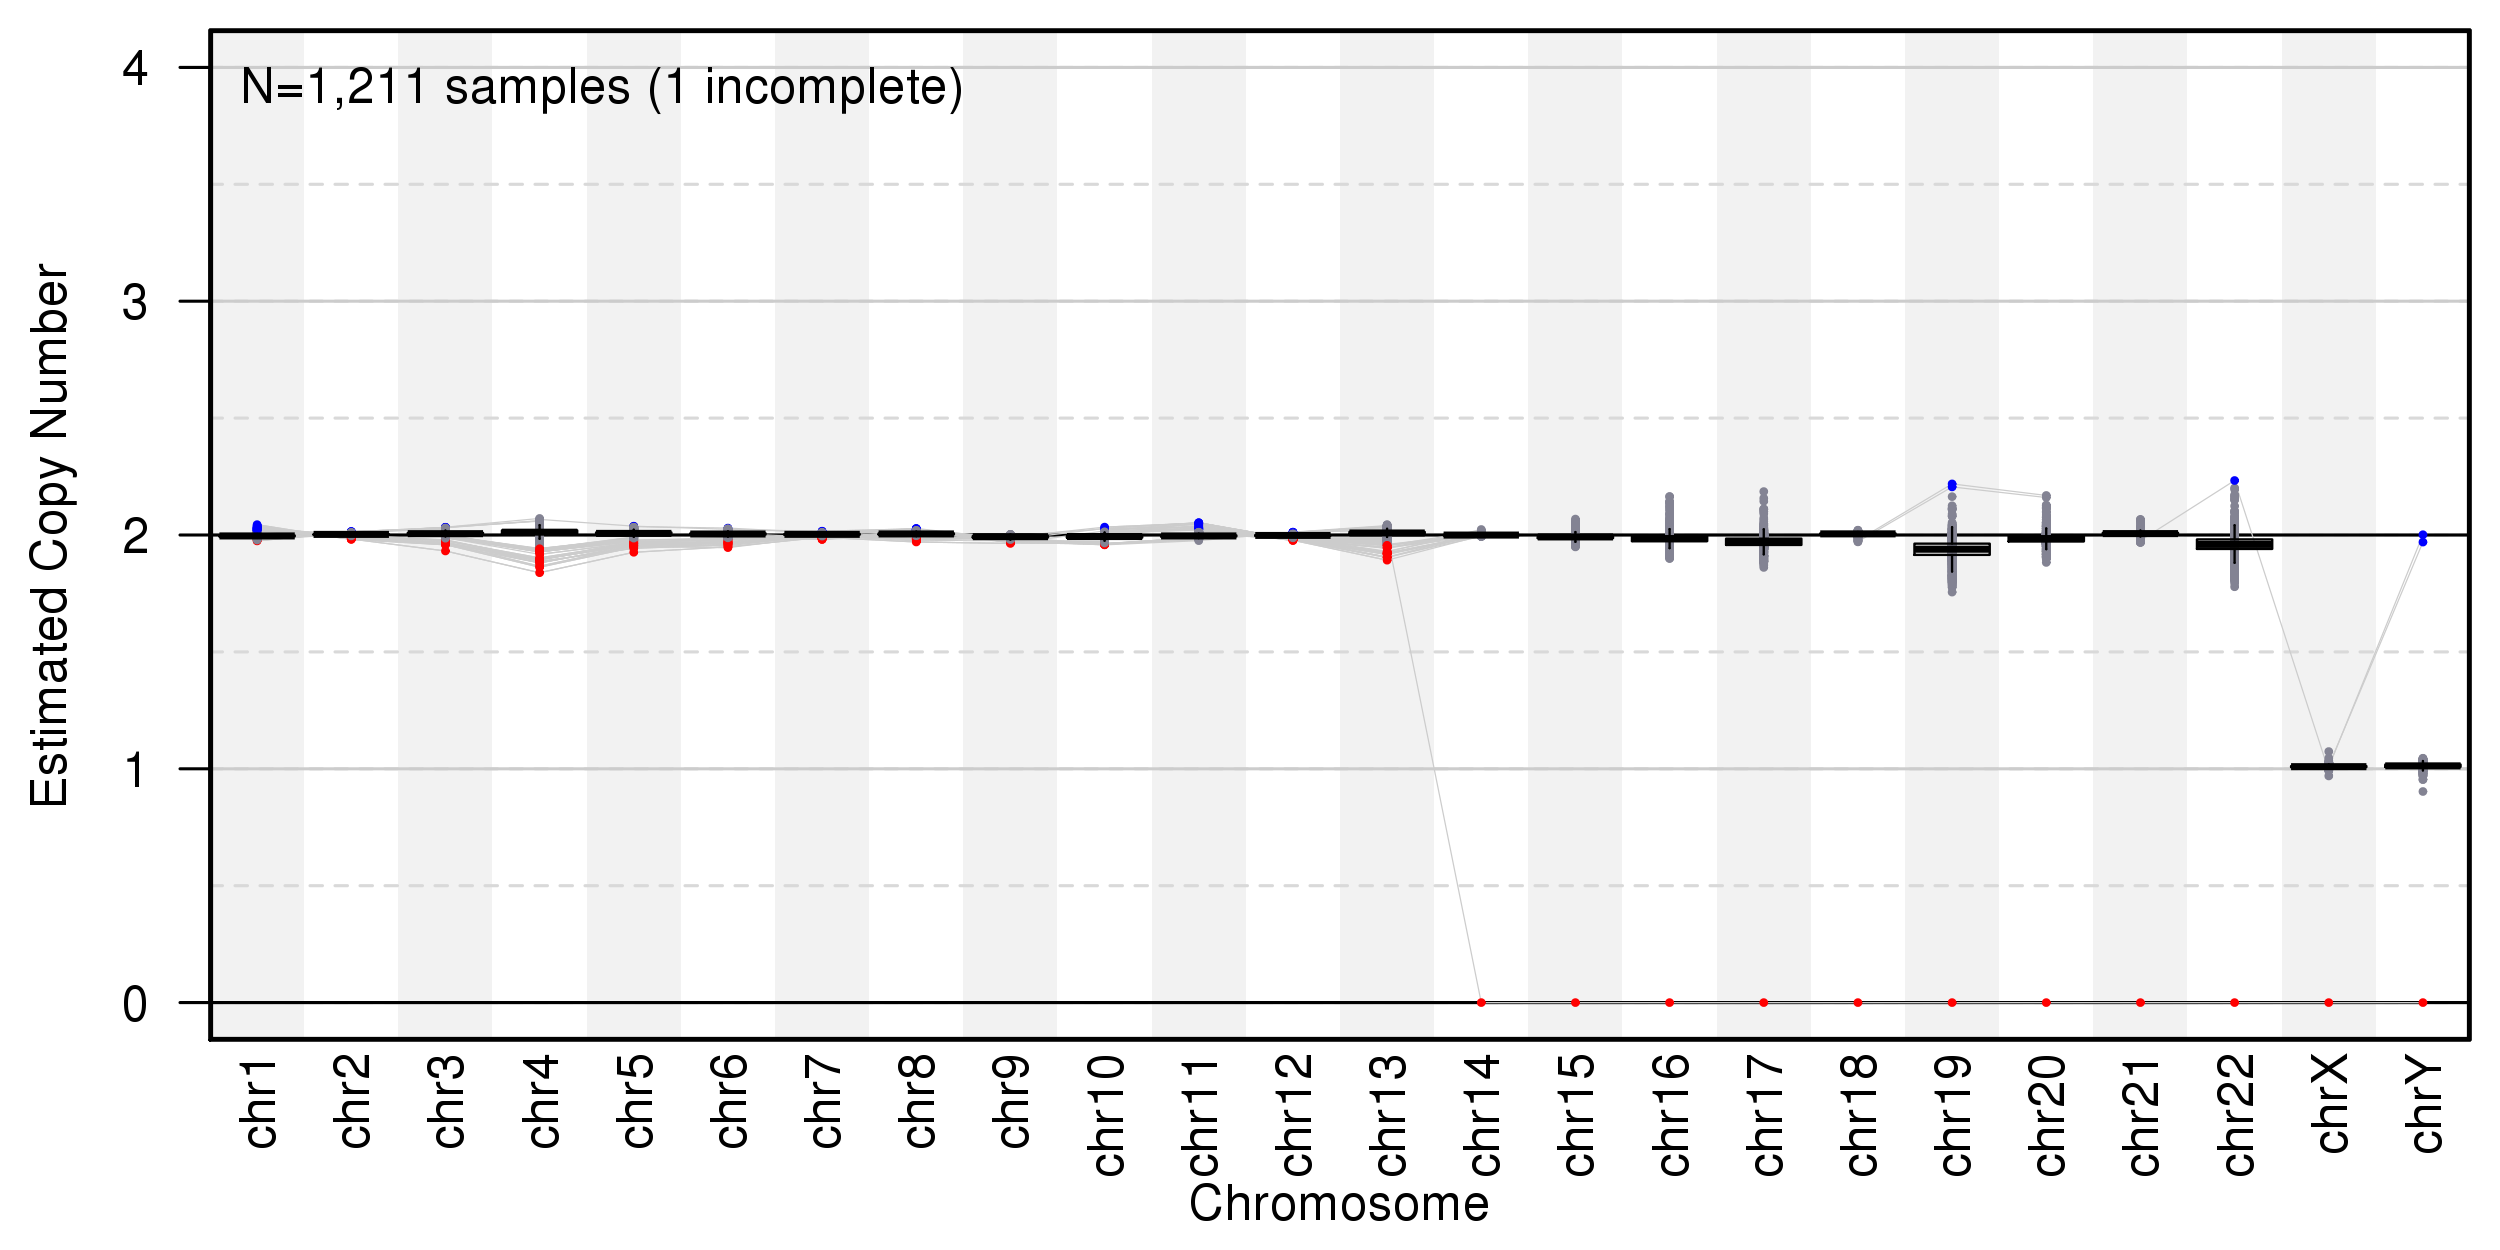 N=1,211 samples (1 incomplete)
Estimated Copy Number
4
3
2
1
0
chr1
chr2
chr3
chr4
chr5
chr6
chr7
chr8
chr9
chr10
chr11
chr12
chr13
chr14
chr15
chr16
chr17
chr18
chr19
chr20
chr21
chr22
chrX
chrY
Chromosome